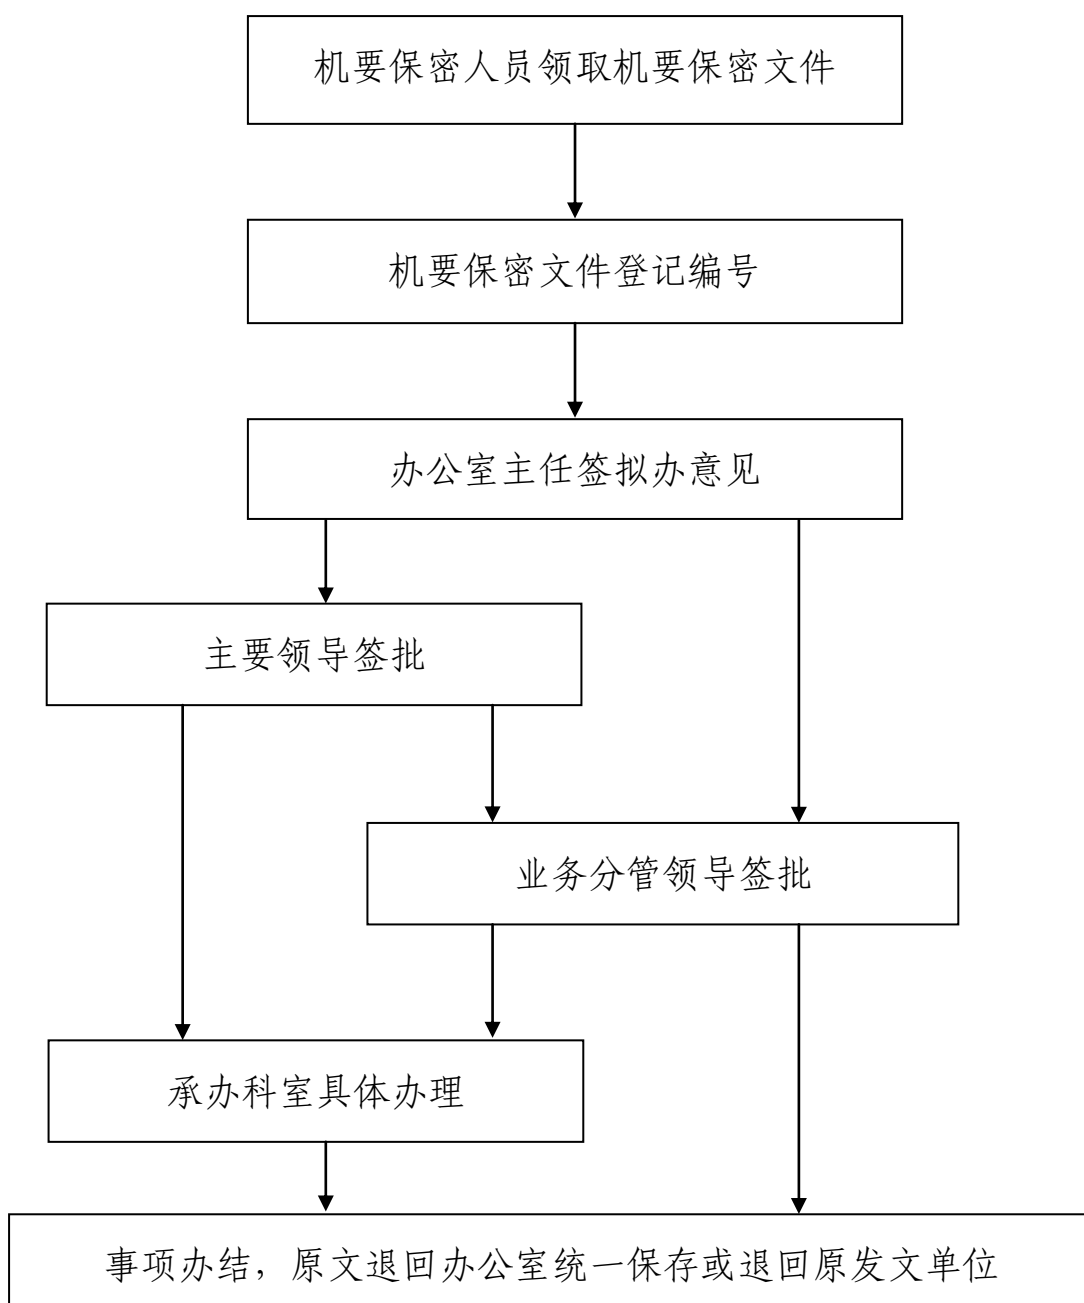 机要保密人员领取机要保密文件
机要保密文件登记编号
办公室主任签拟办意见
主要领导签批
业务分管领导签批
承办科室具体办理
事项办结，原文退回办公室统一保存或退回原发文单位